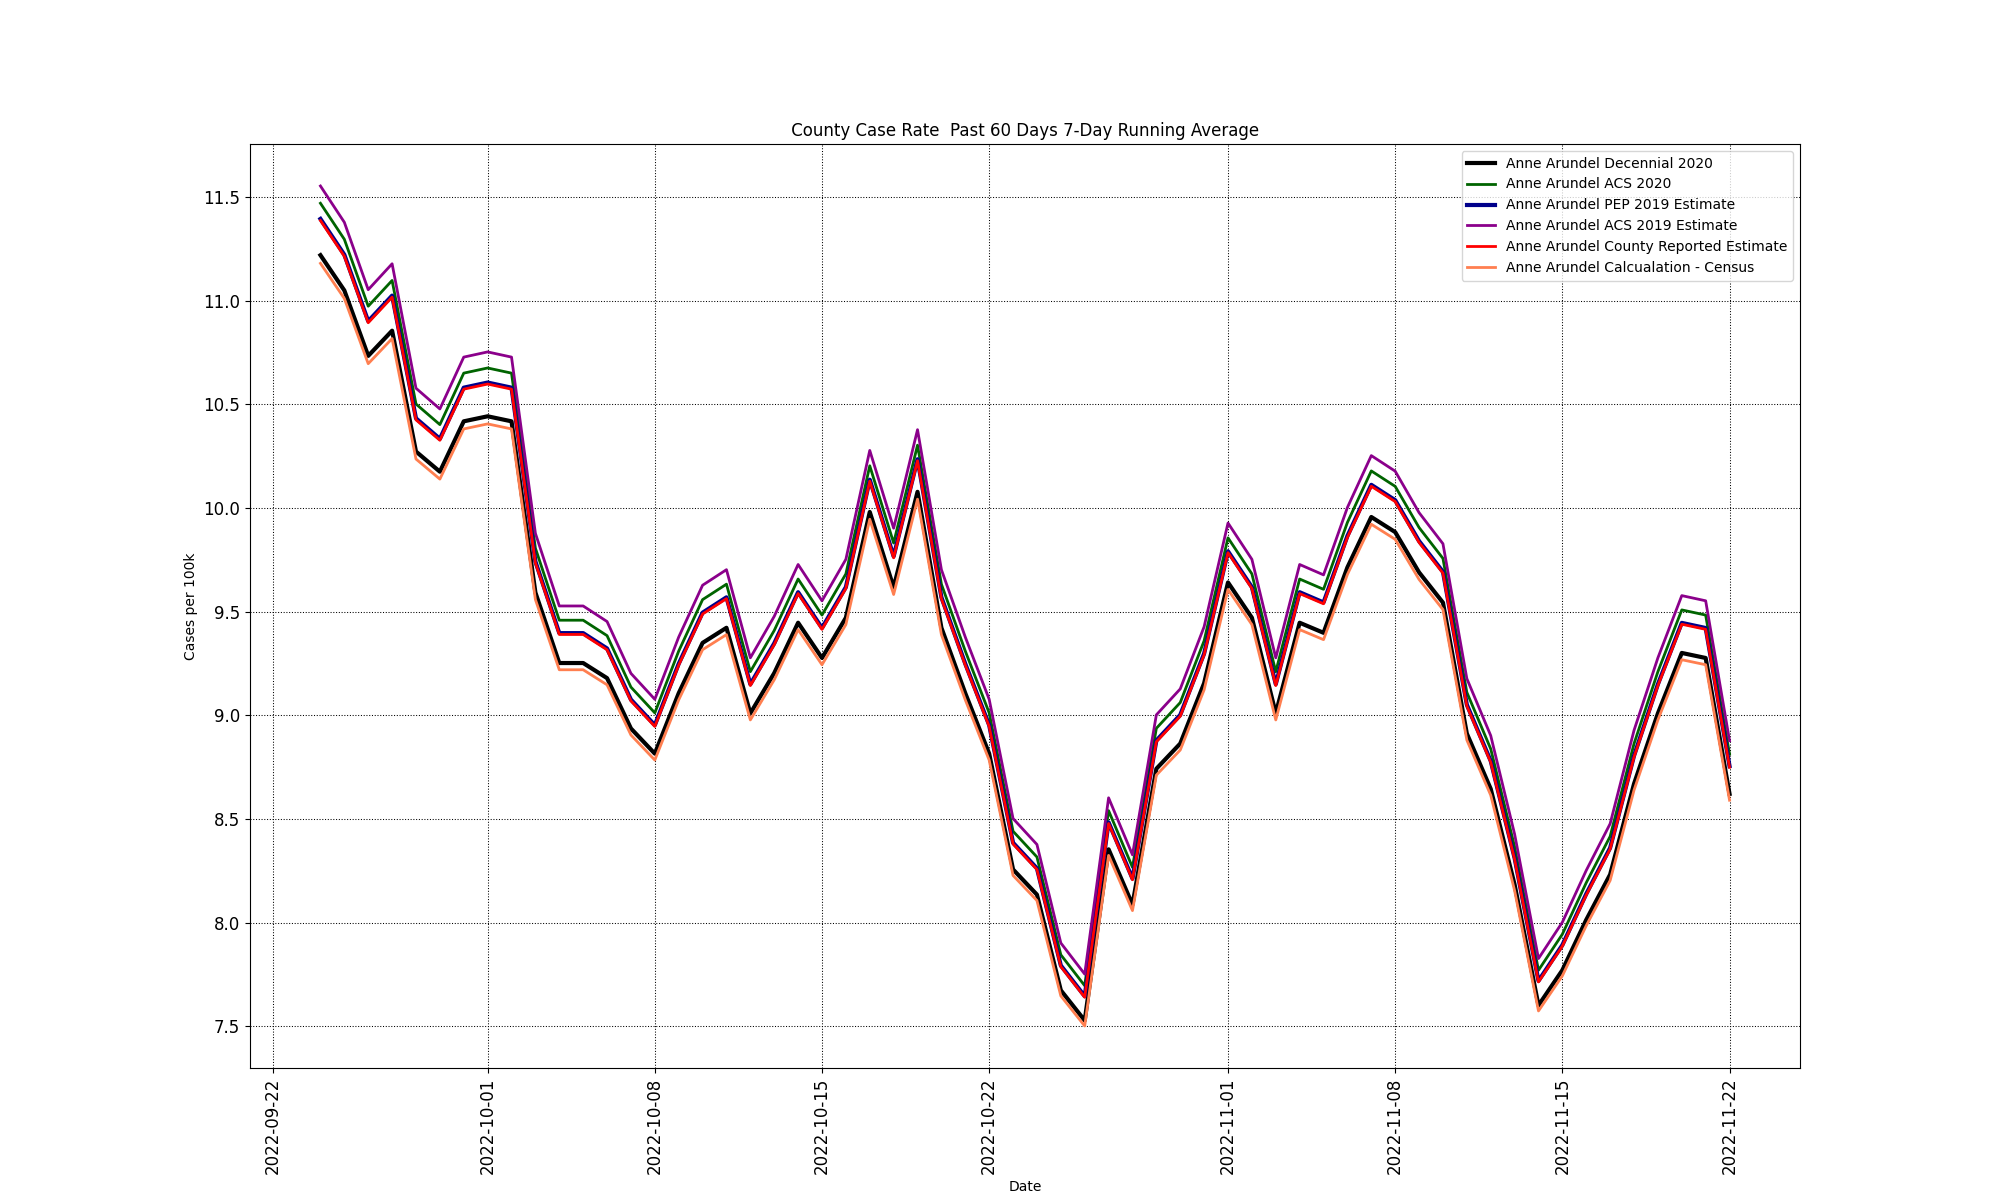 County Case Rate  Past 60 Days 7-Day Running Average
Anne Arundel Decennial 2020
Anne Arundel ACS 2020
Anne Arundel PEP 2019 Estimate
Anne Arundel ACS 2019 Estimate
Anne Arundel County Reported Estimate
Anne Arundel Calcualation - Census
Cases per 100k
11.5
11.0
10.5
10.0
9.5
9.0
8.5
8.0
7.5
2022-09-22
2022-10-01
2022-10-08
2022-10-15
2022-10-22
2022-11-01
2022-11-08
2022-11-15
2022-11-22
Date